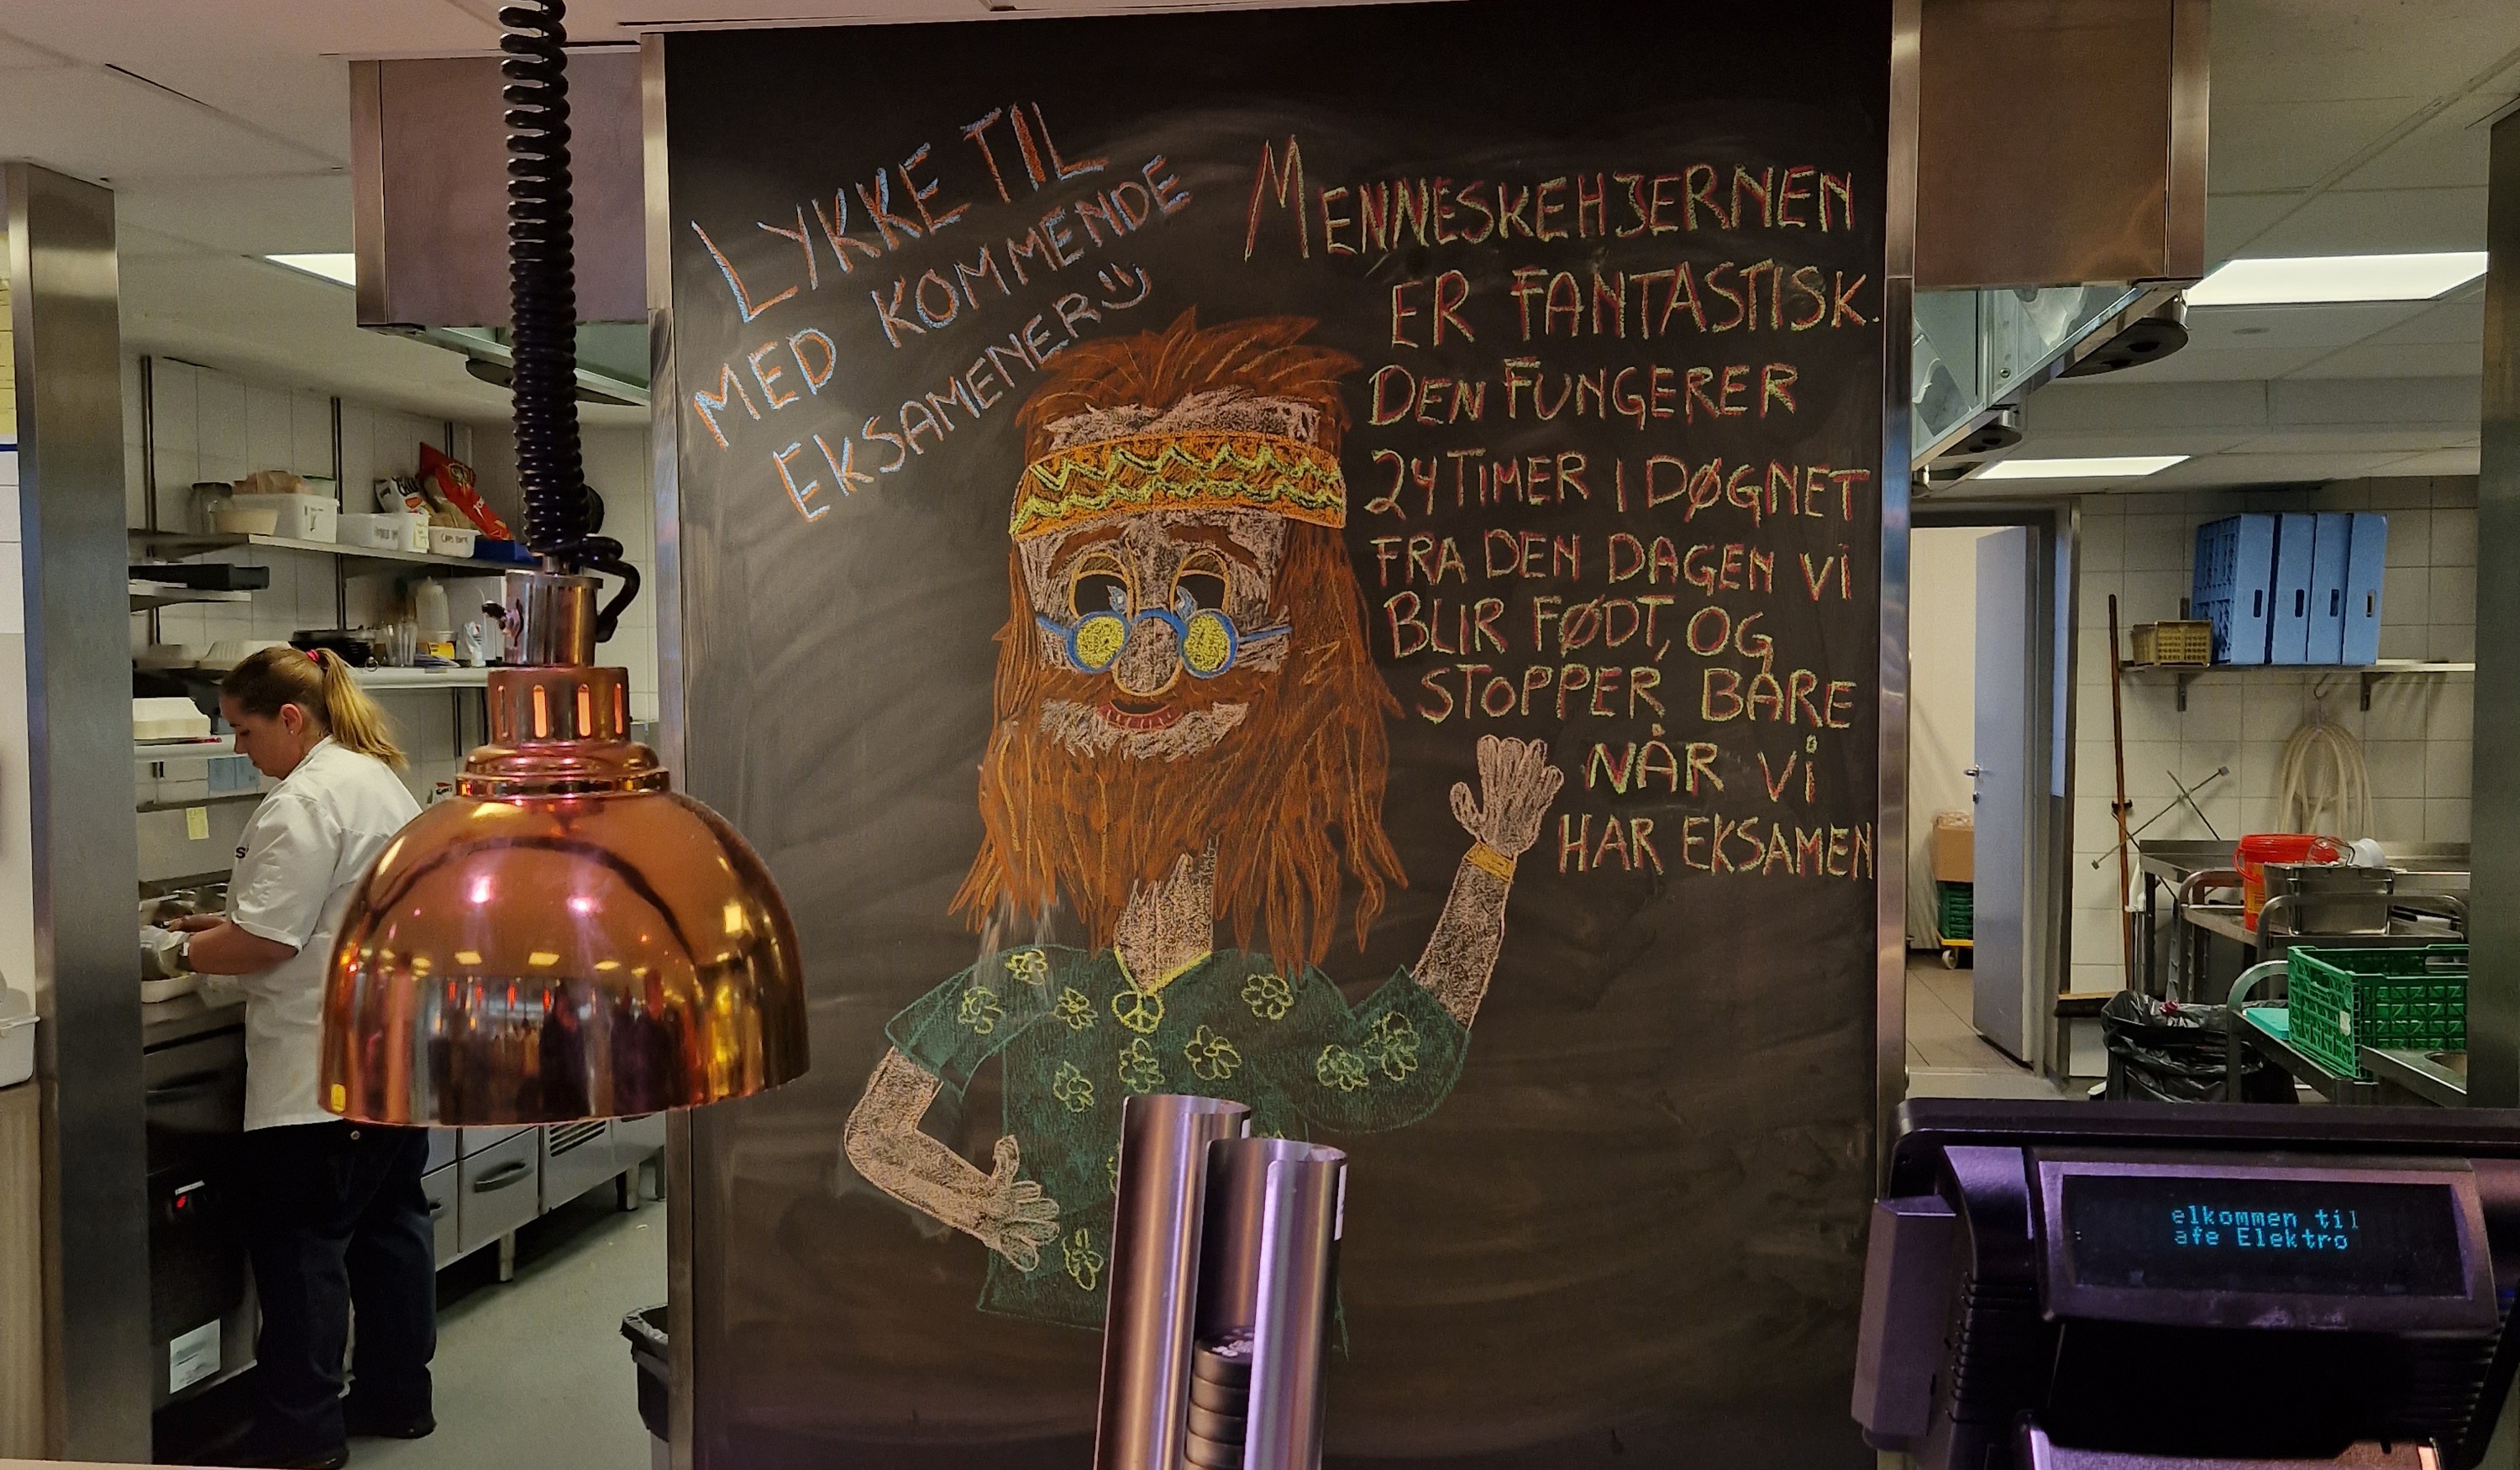 LYKKE TIL
MED KOMMENDE
EKSAMENER
MENNESKEHJERNEN
ER FANTASTISK.
DEN FUNGERER
24 TIMER I DØGNET
FRA DEN DAGEN VI
BLIR FØDT, OG
STOPPER BARE
NÅR VI
HAR EKSAMEN
elkommen til
afe Elektro